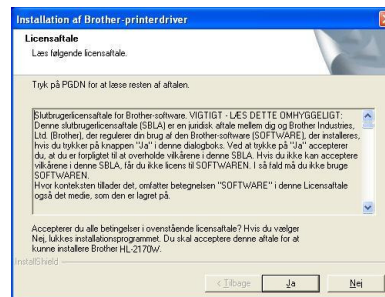 Installation af Brother-printerdriver
Licensaftale
Læs følgende licensaftale.
Tryk på PGDN for at læse resten af aftalen.
Slutbrugerlicensaftale for Brother-software. VIGTIGT - LÆS DETTE OMHYGGELIGT:
Denne slutbrugerlicensaftale (SBLA) er en juridisk aftale mellem dig og Brother Industries,
Ltd. (Brother), der regulerer din brug af den Brother-software (SOFTWARE), der installeres,
hvis du trykker på knappen "Ja" i denne dialogboks. Ved at trykke på "Ja" accepterer
du, at du er forpligtet til at overholde vilkårene i denne SBLA. Hvis du ikke kan acceptere
vilkårene i denne SBLA, får du ikke licens til SOFTWAREN. I så fald må du ikke bruge
SOFTWAREN.
Hvor konteksten tillader det, omfatter betegnelsen "SOFTWARE" i denne Licensaftale
også det medie, som den er lagret på.
Accepterer du alle betingelser i ovenstående licensaftale? Hvis du vælger
Nej, lukkes installationsprogrammet. Du skal acceptere denne aftale for at
kunne installere Brother HL-2170W.
InstallShield
< Tilbage Ja Nej